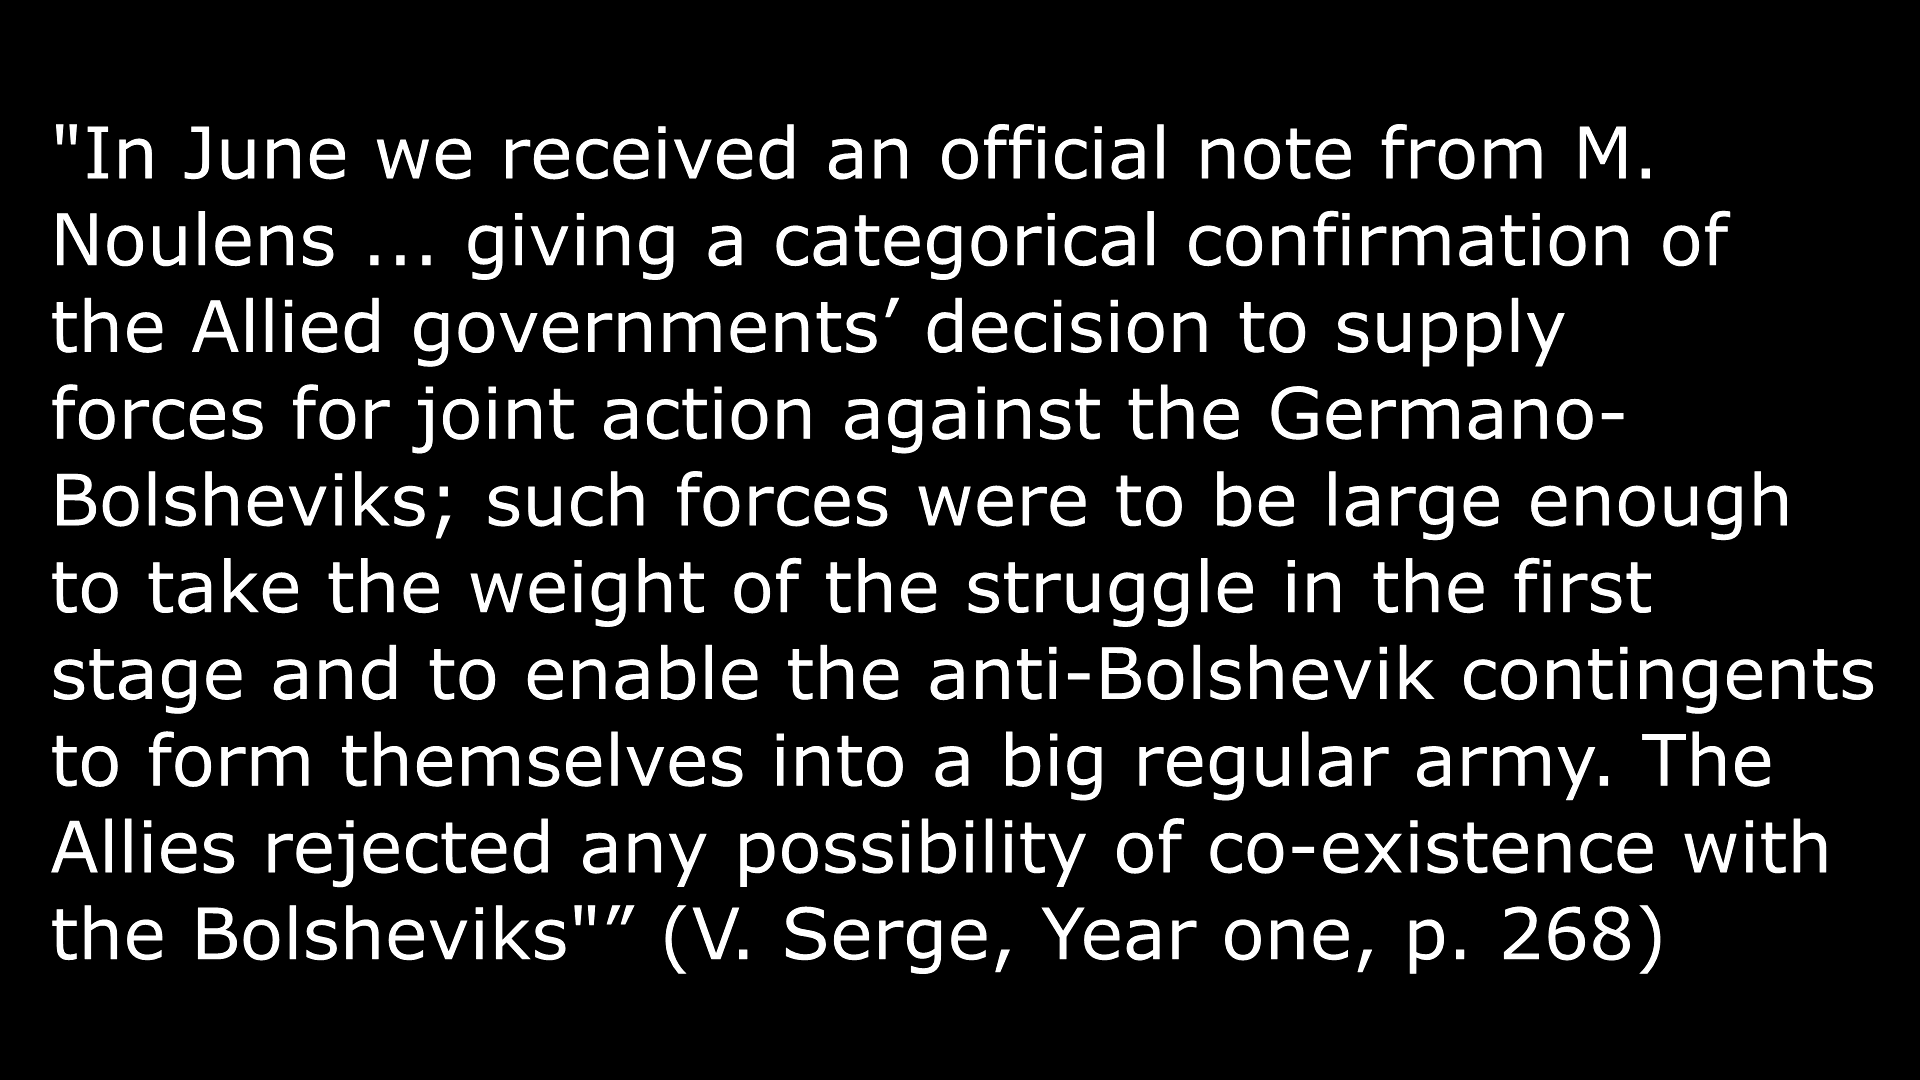 "In June we received an official note from M.
Noulens ... giving a categorical confirmation of
the Allied governments’ decision to supply
forces for joint action against the Germano-
Bolsheviks; such forces were to be large enough
to take the weight of the struggle in the first
stage and to enable the anti-Bolshevik contingents
to form themselves into a big regular army. The
Allies rejected any possibility of co-existence with
the Bolsheviks"” (V. Serge, Year one, p. 268)